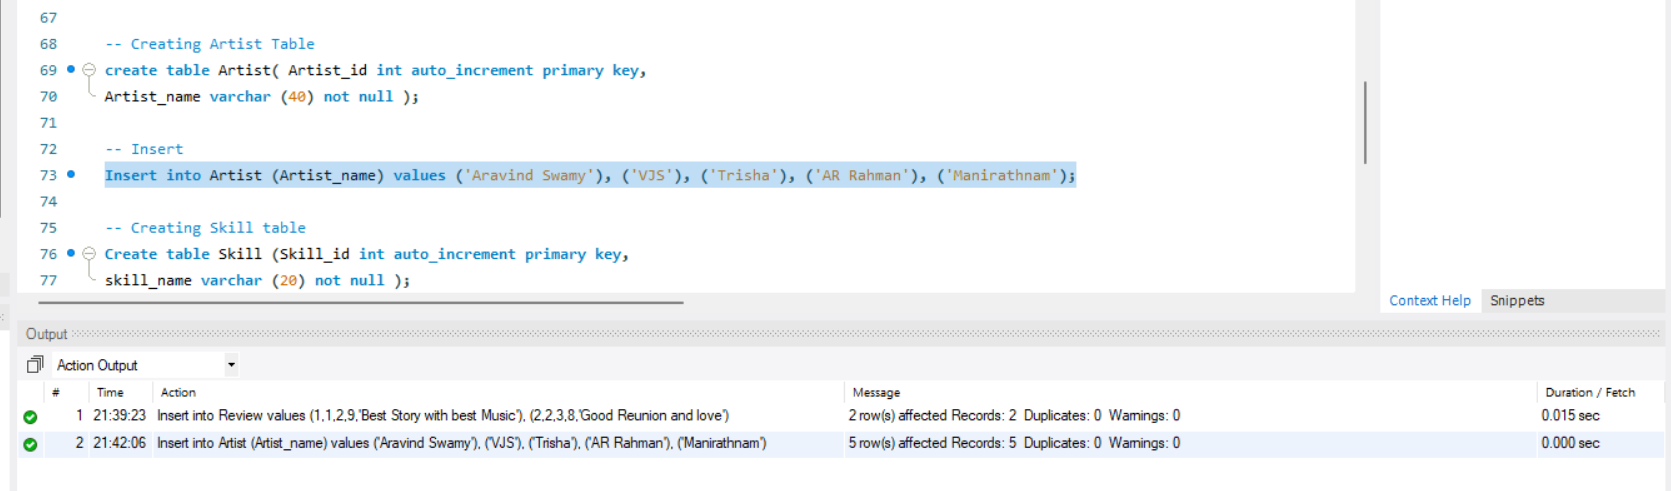 67
68 -- Creating Artist Table
69 create table Artist( Artist_id int auto_increment primary key,
70 Artist_name varchar (40) not null );
71
72 -- Insert
73 Insert into Artist (Artist_name) values ('Aravind Swamy'), ('VJS'), ('Trisha'), ('AR Rahman'), ('Manirathnam');
74
75 -- Creating Skill table
76 Create table Skill (Skill_id int auto_increment primary key,
77 skill_name varchar (20) not null );
Context Help Snippets
Output
Action Output
# Time Action Message Duration / Fetch
1 21:39:23 Insert into Review values (1,1,2,9,'Best Story with best Music'), (2,2,3,8,'Good Reunion and love') 2 row(s) affected Records: 2 Duplicates: 0 Warnings: 0 0.015 sec
2 21:42:06 Insert into Artist (Artist_name) values ('Aravind Swamy'), ('VJS'), ('Trisha'), ('AR Rahman'), ('Manirathnam') 5 row(s) affected Records: 5 Duplicates: 0 Warnings: 0 0.000 sec